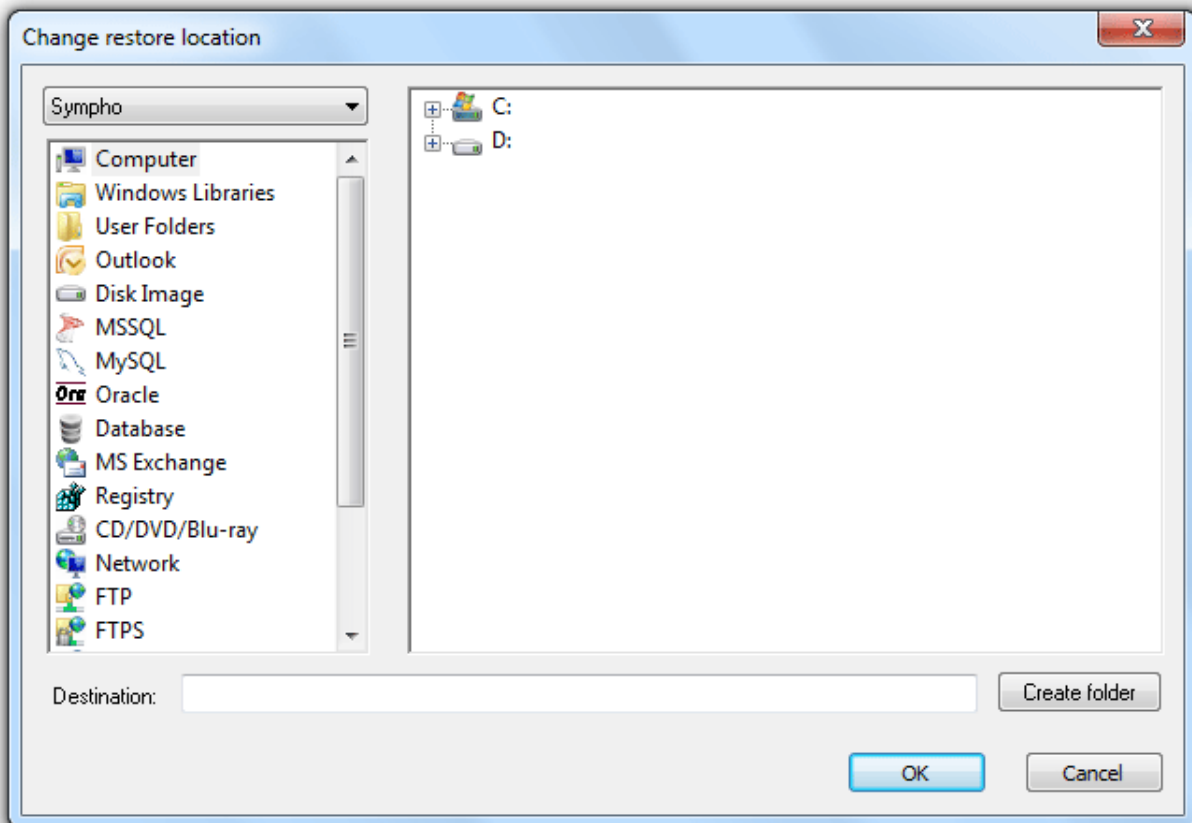 Change restore location
Sympho
Computer
Windows Libraries
User Folders
Outlook
Disk Image
MSSQL
MySQL
Ora Oracle
Database
MS Exchange
Registry
CD/DVD/Blu-ray
Network
FTP
FTPS
C:
D:
Destination:
Create folder
OK
Cancel